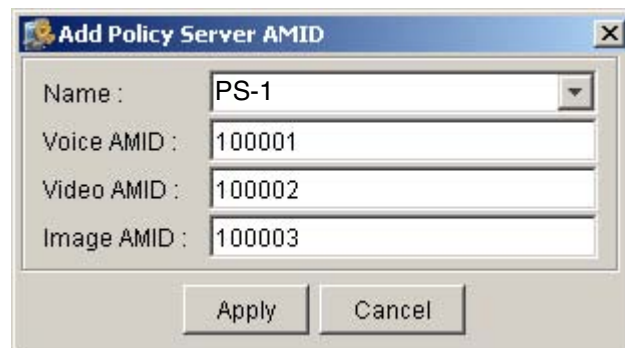 Add Policy Server AMID
Name : PS-1
Voice AMID : 100001
Video AMID : 100002
Image AMID : 100003
Apply Cancel